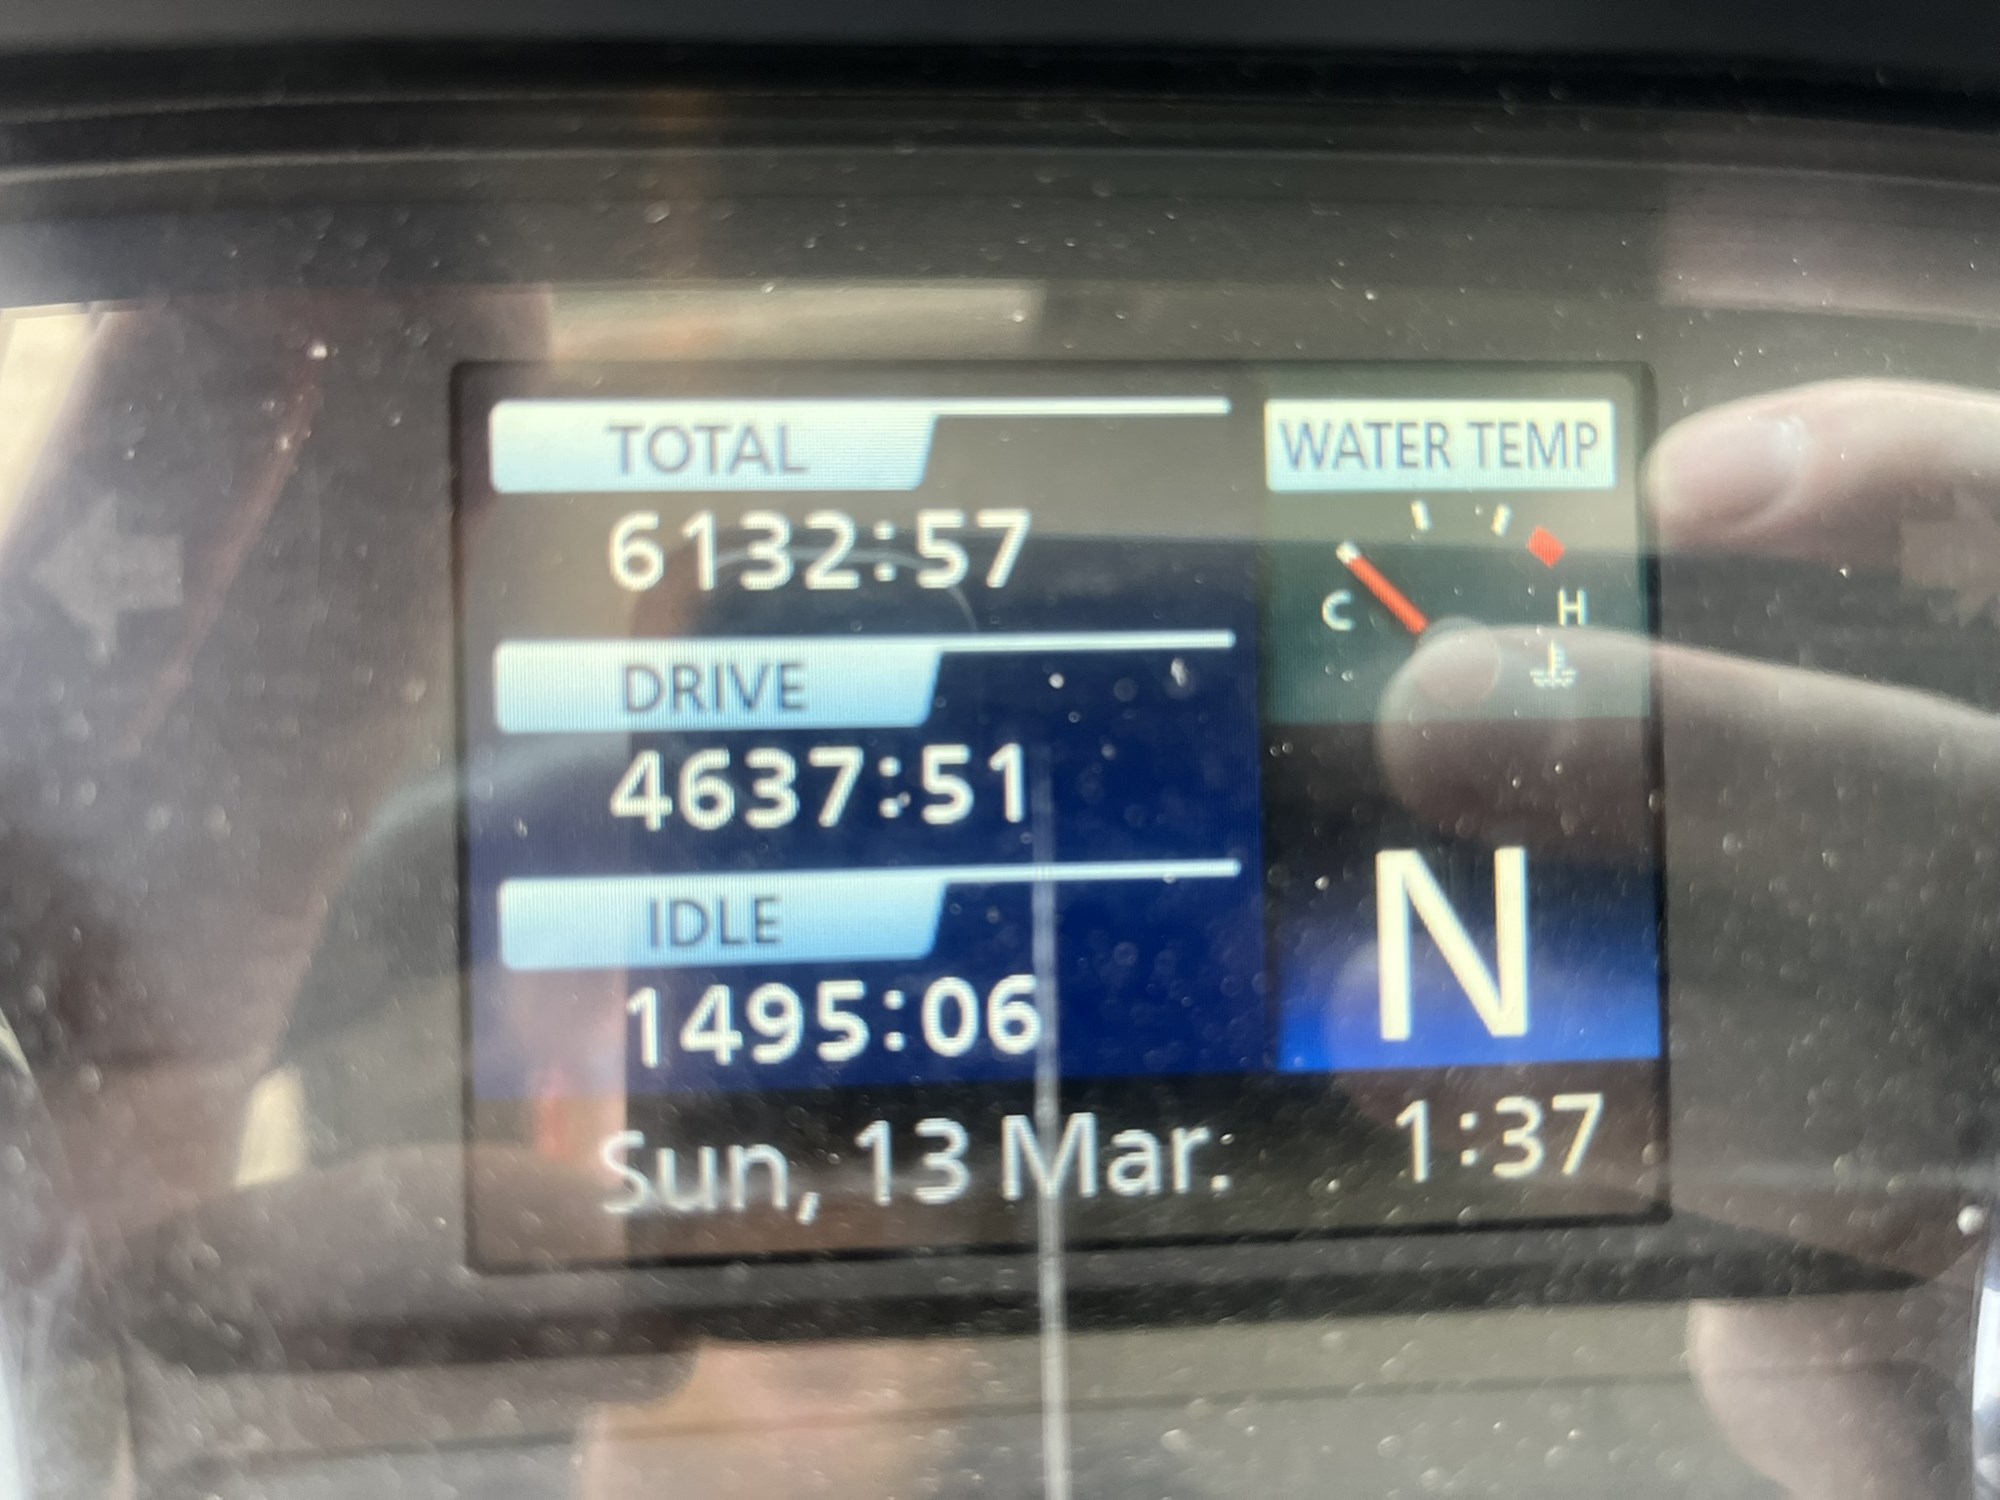 TOTAL
6132:57
DRIVE
4637:51
IDLE
1495:06
WATER TEMP
C H
N
Sun, 13 Mar. 1:37